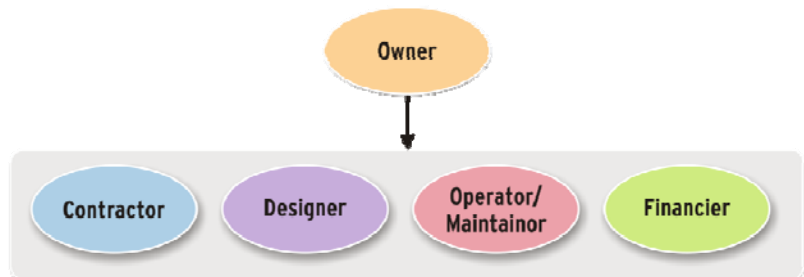 Owner
Contractor
Designer
Operator/
Maintainor
Financier